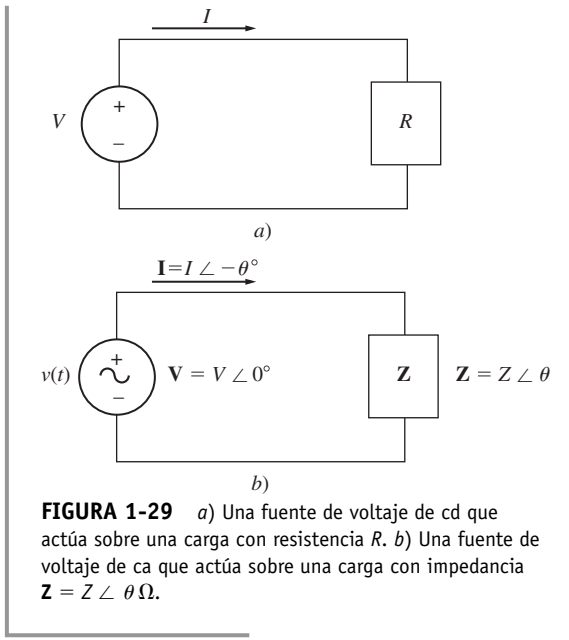 I
V
+
−
R
a)
I=I ∠ −θ°
v(t)
+
−
V = V ∠ 0°
Z
Z = Z ∠ θ
b)
FIGURA 1-29 a) Una fuente de voltaje de cd que
actúa sobre una carga con resistencia R. b) Una fuente de
voltaje de ca que actúa sobre una carga con impedancia
Z = Z ∠ θ Ω.